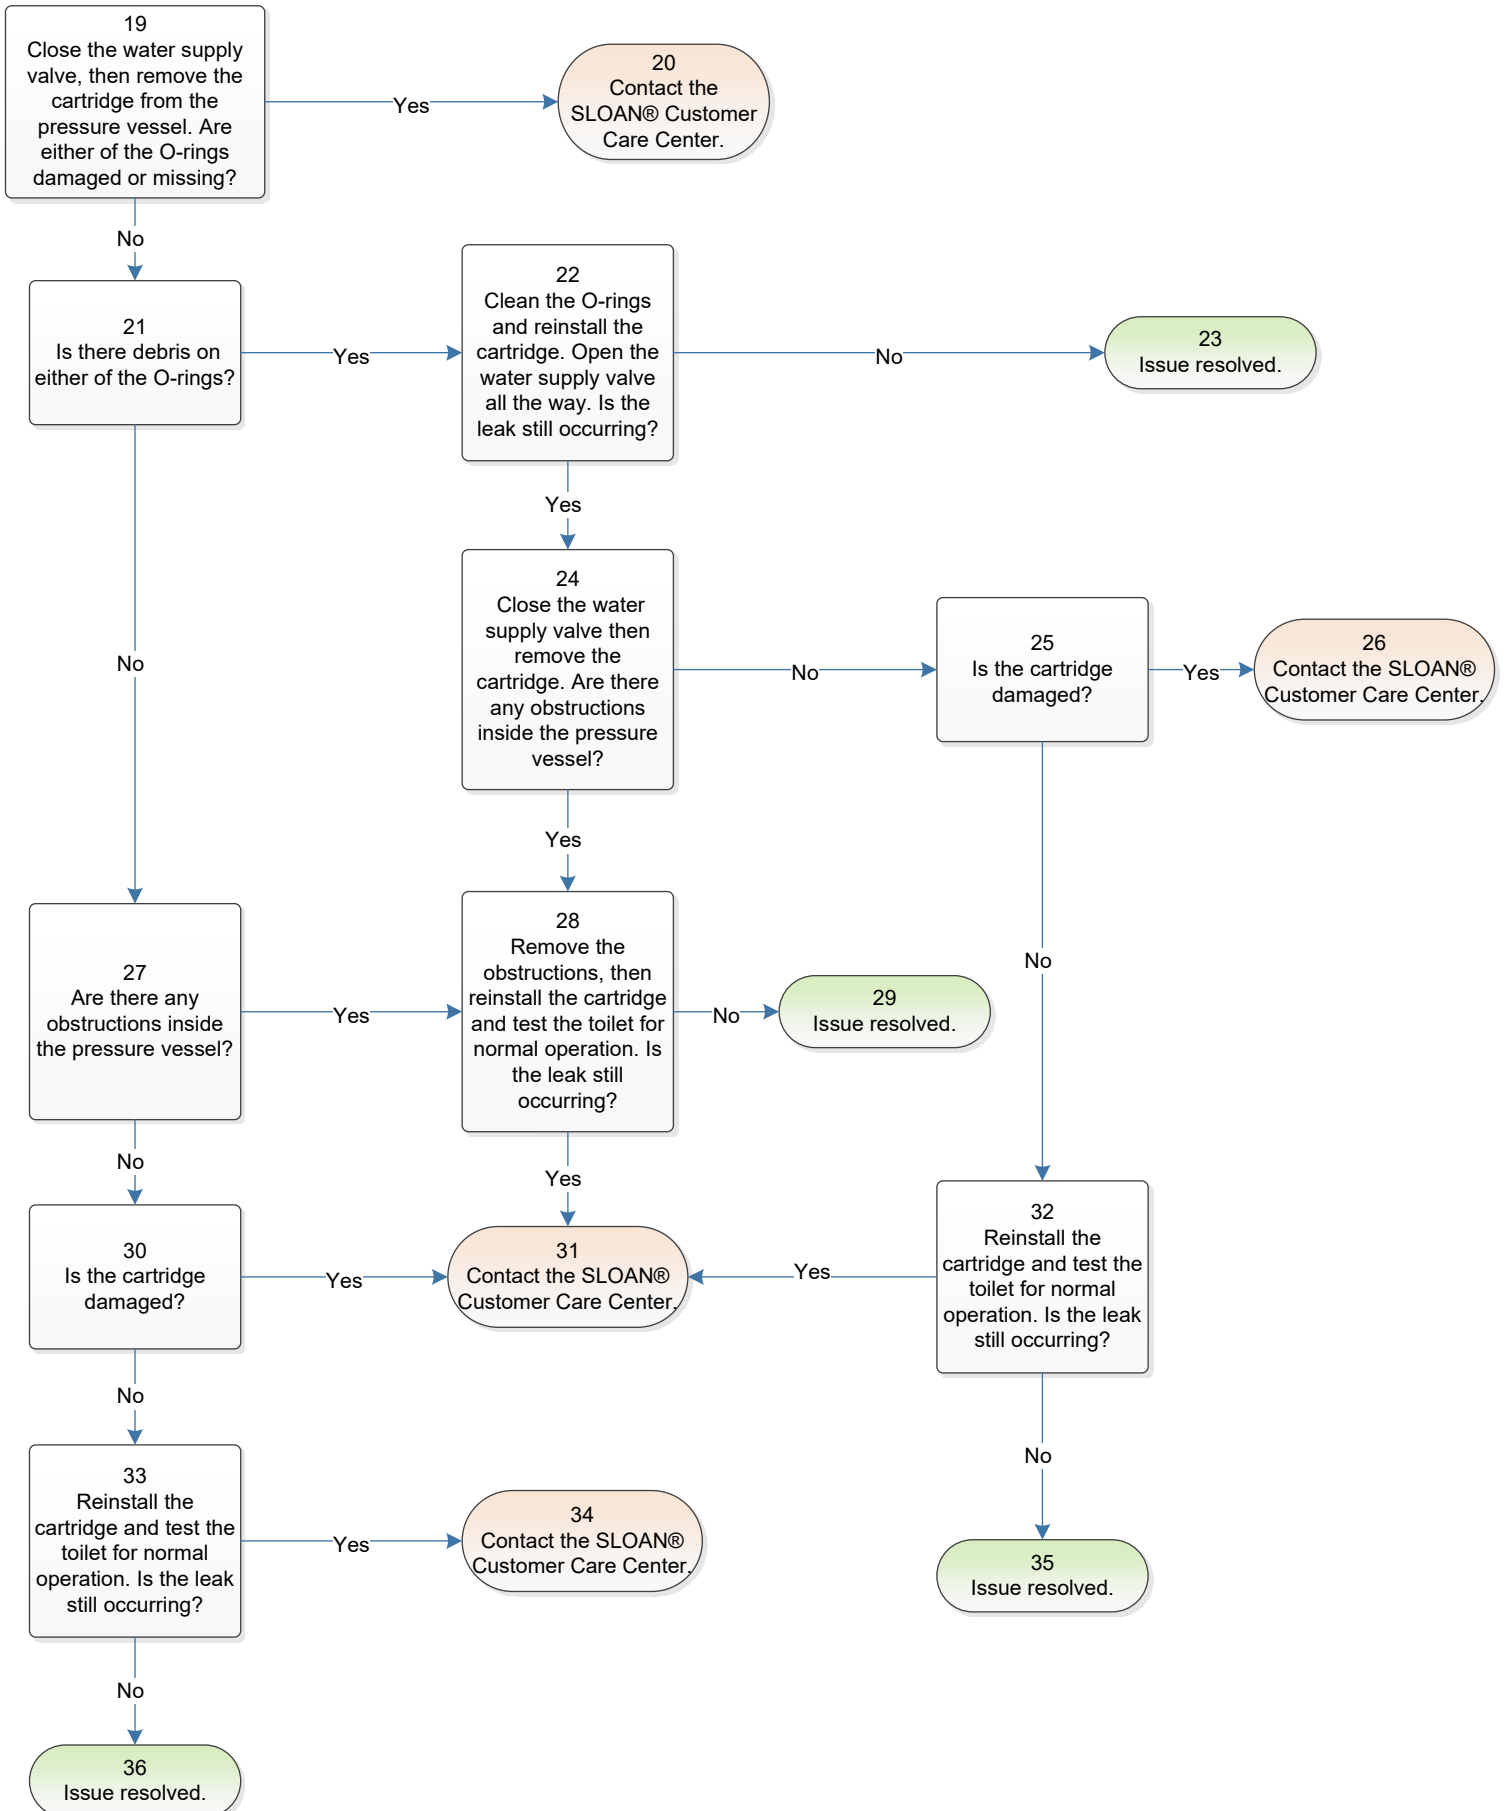 19
Close the water supply
valve, then remove the
cartridge from the
pressure vessel. Are
either of the O-rings
damaged or missing?
Yes
20
Contact the
SLOAN® Customer
Care Center.
No
21
Is there debris on
either of the O-rings?
Yes
22
Clean the O-rings
and reinstall the
cartridge. Open the
water supply valve
all the way. Is the
leak still occurring?
No
23
Issue resolved.
Yes
No
24
Close the water
supply valve then
remove the
cartridge. Are there
any obstructions
inside the pressure
vessel?
No
25
Is the cartridge
damaged?
Yes
26
Contact the SLOAN®
Customer Care Center.
Yes
No
27
Are there any
obstructions inside
the pressure vessel?
Yes
28
Remove the
obstructions, then
reinstall the cartridge
and test the toilet for
normal operation. Is
the leak still
occurring?
No
29
Issue resolved.
No
Yes
30
Is the cartridge
damaged?
Yes
31
Contact the SLOAN®
Customer Care Center.
Yes
32
Reinstall the
cartridge and test the
toilet for normal
operation. Is the leak
still occurring?
No
No
33
Reinstall the
cartridge and test the
toilet for normal
operation. Is the leak
still occurring?
Yes
34
Contact the SLOAN®
Customer Care Center.
35
Issue resolved.
No
36
Issue resolved.